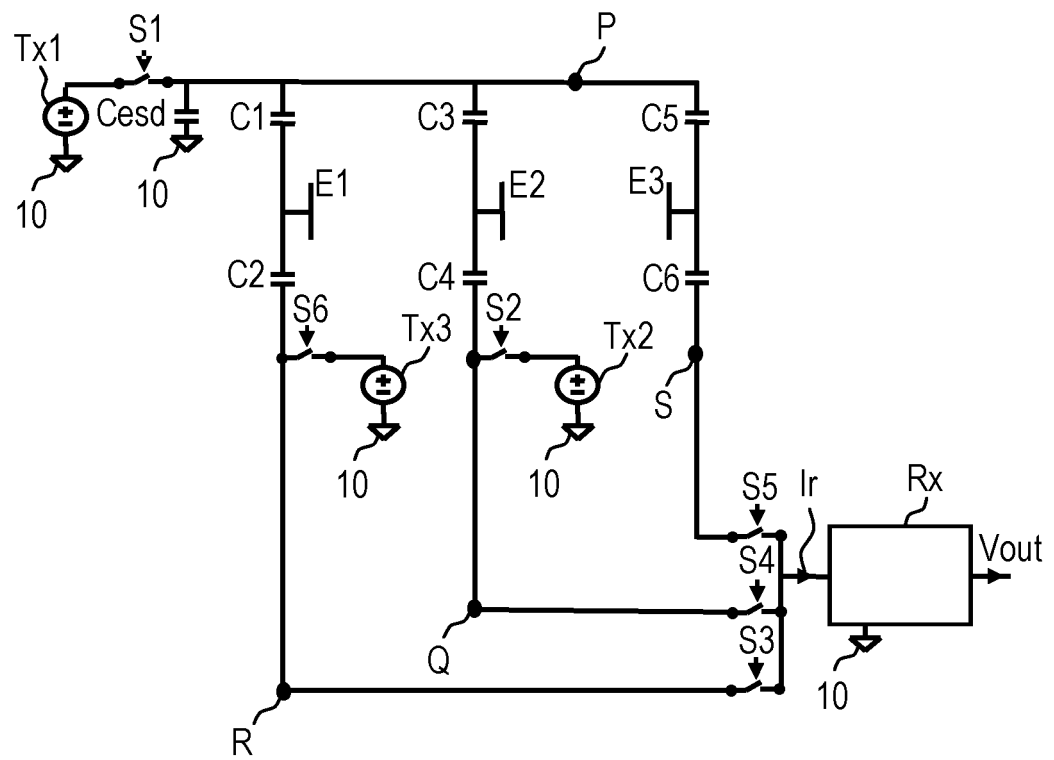 S1
P
Tx1
Cesd
C1
C3
C5
10
10
E1
E2
E3
C2
C4
C6
S6
S2
Tx3
Tx2
S
10
10
S5
Ir
Rx
Vout
S4
S3
Q
10
R